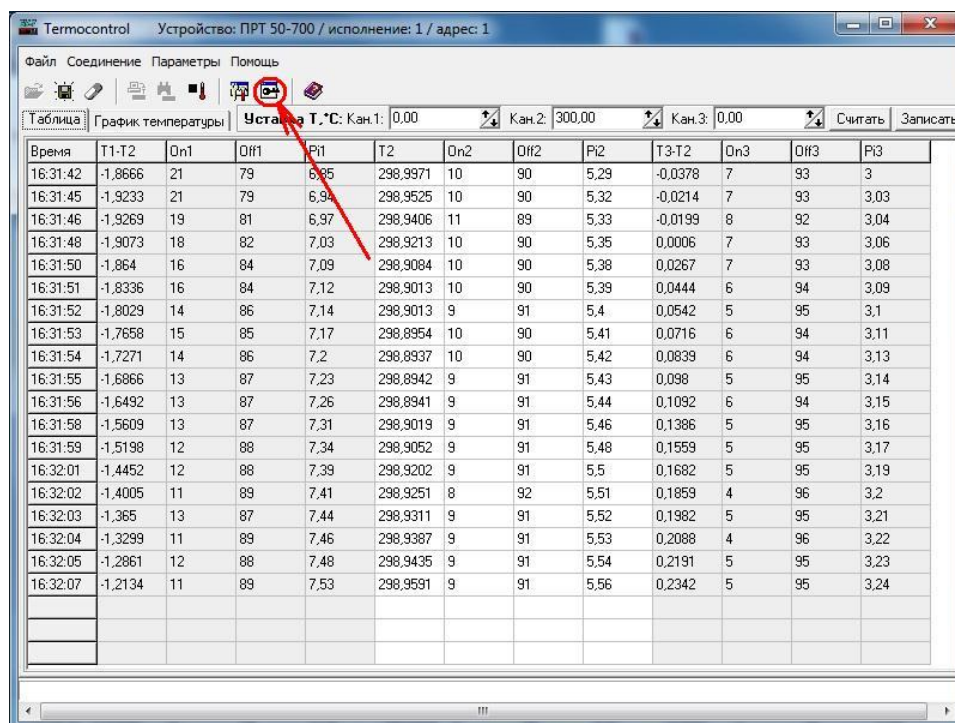 Termocontrol Устройство: ПРТ 50-700 / исполнение: 1 / адрес: 1
Файл Соединение Параметры Помощь
Таблица График температуры Уставка T,°C: Кан.1: 0,00 Кан.2: 300,00 Кан.3: 0,00 Считать Записать
Время T1-T2 On1 Off1 Pi1 T2 On2 Off2 Pi2 T3-T2 On3 Off3 Pi3
16:31:42 -1,8666 21 79 6,85 298,9971 10 90 5,29 -0,0378 7 93 3
16:31:45 -1,9233 21 79 6,94 298,9525 10 90 5,32 -0,0214 7 93 3,03
16:31:46 -1,9269 19 81 6,97 298,9406 11 89 5,33 -0,0199 8 92 3,04
16:31:48 -1,9073 18 82 7,03 298,9213 10 90 5,35 0,0006 7 93 3,06
16:31:50 -1,864 16 84 7,09 298,9084 10 90 5,38 0,0267 7 93 3,08
16:31:51 -1,8336 16 84 7,12 298,9013 10 90 5,39 0,0444 6 94 3,09
16:31:52 -1,8029 14 86 7,14 298,9013 9 91 5,4 0,0542 5 95 3,1
16:31:53 -1,7658 15 85 7,17 298,8954 10 90 5,41 0,0716 6 94 3,11
16:31:54 -1,7271 14 86 7,2 298,8937 10 90 5,42 0,0839 6 94 3,13
16:31:55 -1,6866 13 87 7,23 298,8942 9 91 5,43 0,098 5 95 3,14
16:31:56 -1,6492 13 87 7,26 298,8941 9 91 5,44 0,1092 6 94 3,15
16:31:58 -1,5609 13 87 7,31 298,9019 9 91 5,46 0,1386 5 95 3,16
16:31:59 -1,5198 12 88 7,34 298,9052 9 91 5,48 0,1559 5 95 3,17
16:32:01 -1,4452 12 88 7,39 298,9202 9 91 5,5 0,1682 5 95 3,19
16:32:02 -1,4005 11 89 7,41 298,9251 8 92 5,51 0,1859 4 96 3,2
16:32:03 -1,365 13 87 7,44 298,9311 9 91 5,52 0,1982 5 95 3,21
16:32:04 -1,3299 11 89 7,46 298,9387 9 91 5,53 0,2088 4 96 3,22
16:32:05 -1,2861 12 88 7,48 298,9435 9 91 5,54 0,2191 5 95 3,23
16:32:07 -1,2134 11 89 7,53 298,9591 9 91 5,56 0,2342 5 95 3,24